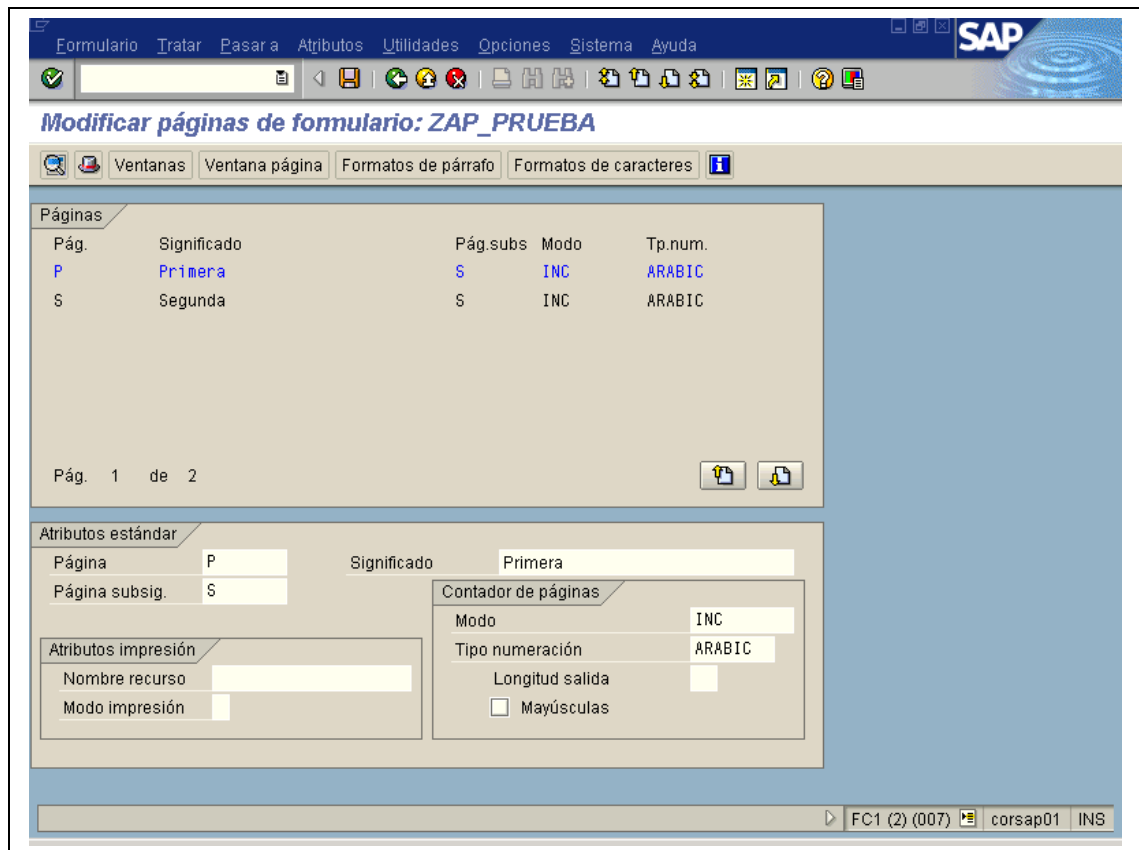 Formulario Tratar Pasar a Atributos Utilidades Opciones Sistema Ayuda
SAP
Modificar páginas de formulario: ZAP_PRUEBA
Ventanas Ventana página Formatos de párrafo Formatos de caracteres
Páginas
Pág. Significado Pág.subs Modo Tp.num.
P Primera S INC ARABIC
S Segunda S INC ARABIC
Pág. 1 de 2
Atributos estándar
Página P Significado Primera
Página subsig. S
Contador de páginas
Modo INC
Atributos impresión
Tipo numeración ARABIC
Nombre recurso
Longitud salida
Modo impresión
Mayúsculas
FC1 (2) (007) corsap01 INS